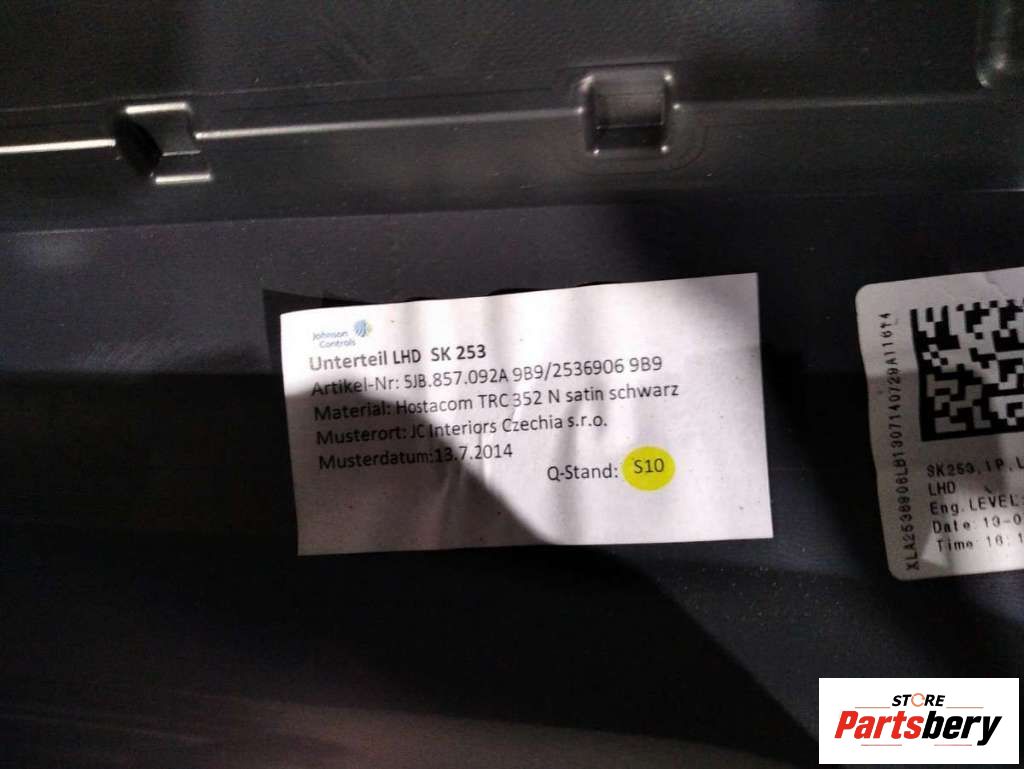 Johnson
Controls
Unterteil LHD SK 253
Artikel-Nr: 5JB.857.092A 9B9/2536906 9B9
Material: Hostacom TRC 352 N satin schwarz
Musterort: JC Interiors Czechia s.r.o.
Musterdatum:13.7.2014
Q-Stand: S10
SK253, IP, L
LHD
Eng. LEVEL:
Date: 13-0
Time: 16:1
STORE
Partsbery